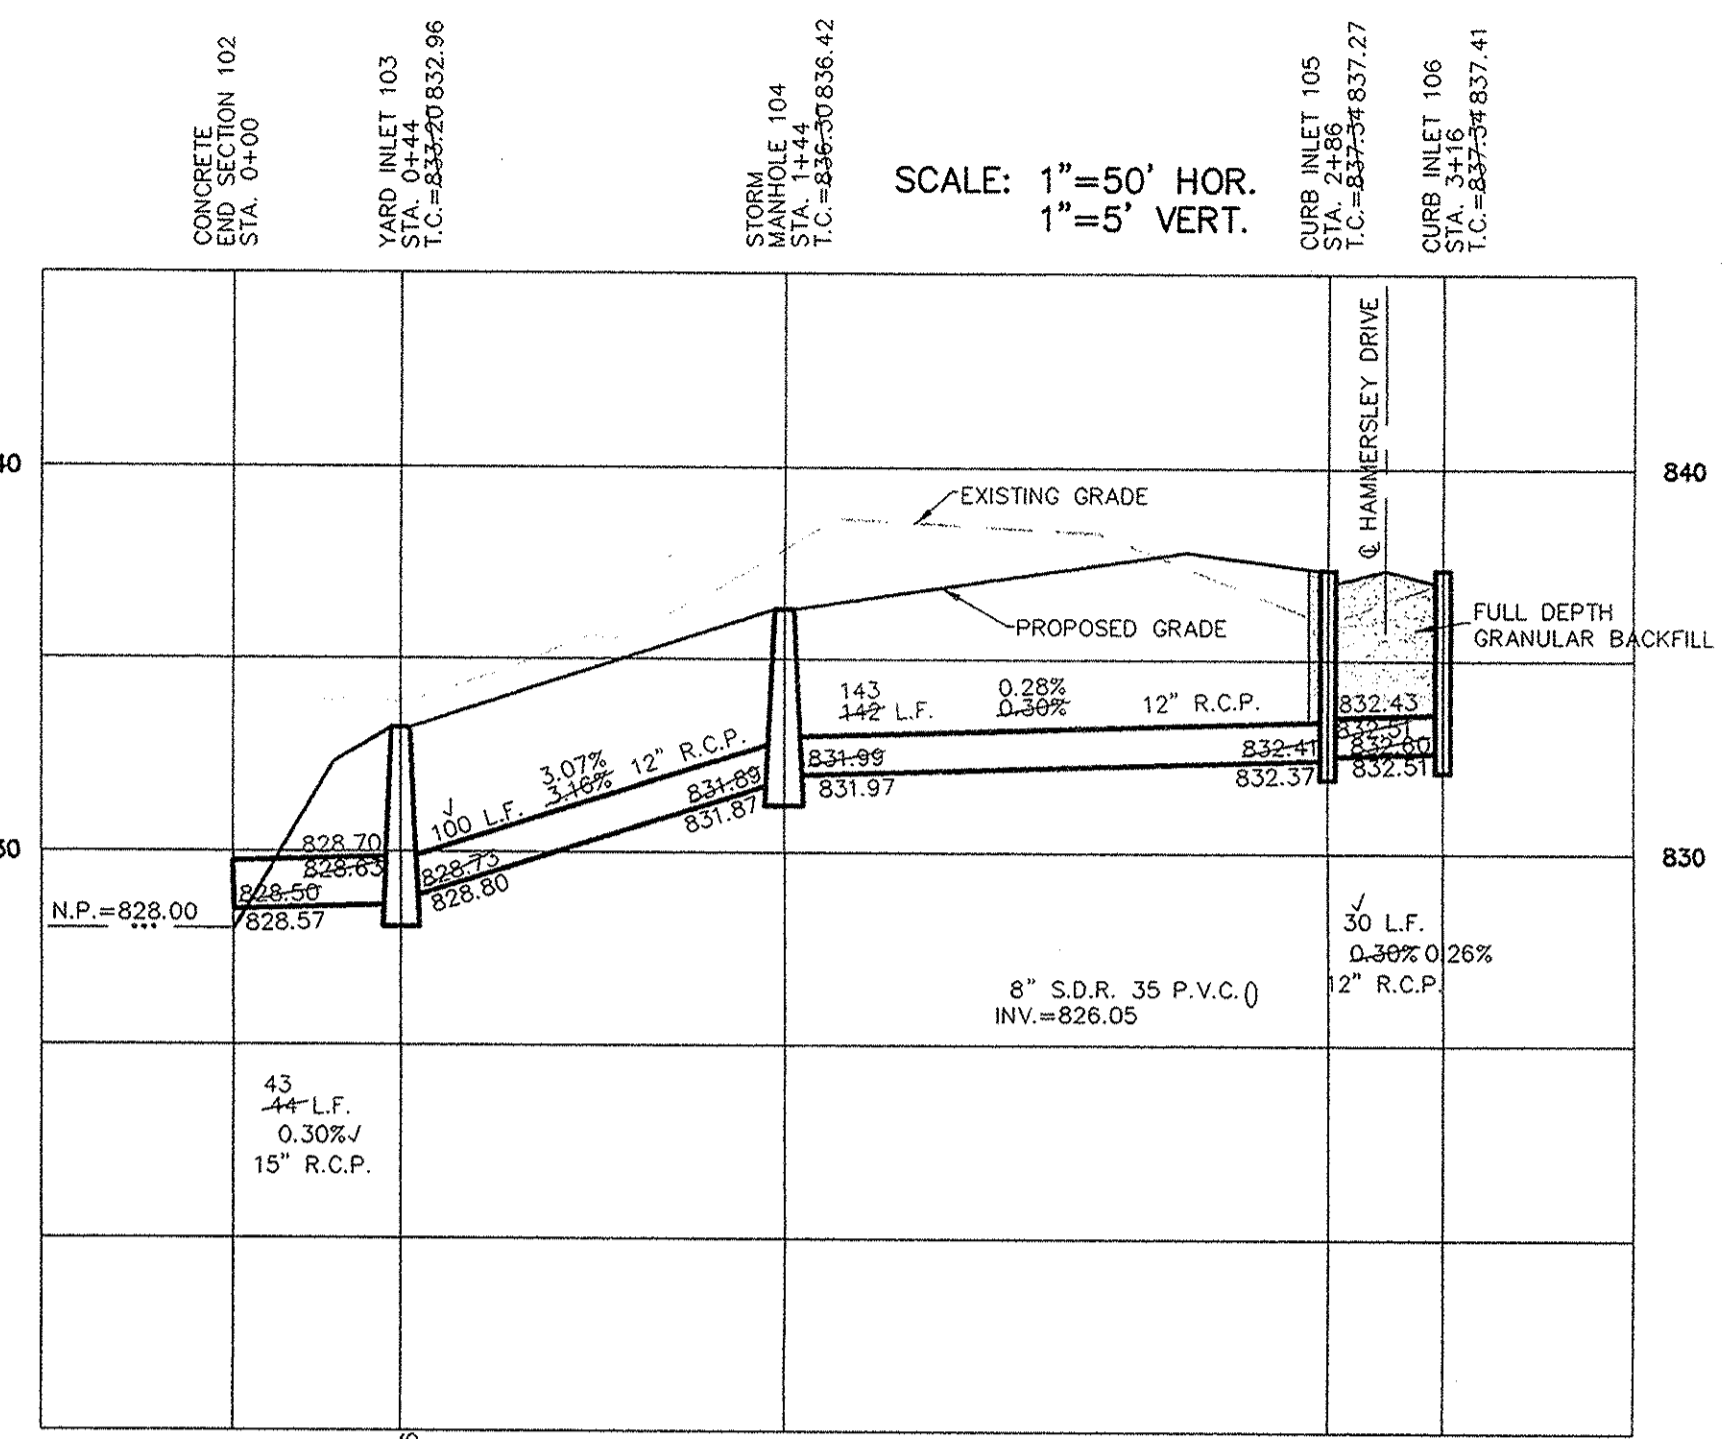 CONCRETE
END SECTION 102
STA. 0+00
YARD INLET 103
STA. 0+44
T.C.=833.20 832.96
STORM
MANHOLE 104
STA. 1+44
T.C.=836.30 836.42
SCALE: 1"=50' HOR.
1"=5' VERT.
CURB INLET 105
STA. 2+86
T.C.=837.34 837.27
CURB INLET 106
STA. 3+16
T.C.=837.34 837.41
℄ HAMMERSLEY DRIVE
40
840
EXISTING GRADE
PROPOSED GRADE
FULL DEPTH
GRANULAR BACKFILL
143
142 L.F.
0.28%
0.30%
12" R.C.P.
832.43
832.51
832.41
832.60
832.37
832.51
3.07%
3.16%
12" R.C.P.
✓
100 L.F.
831.89
831.87
831.99
831.97
30
830
828.70
828.63
828.50
828.57
828.73
828.80
N.P.=828.00
✓
30 L.F.
0.30% 0.26%
12" R.C.P.
8" S.D.R. 35 P.V.C.
INV.=826.05
43
44 L.F.
0.30%✓
15" R.C.P.